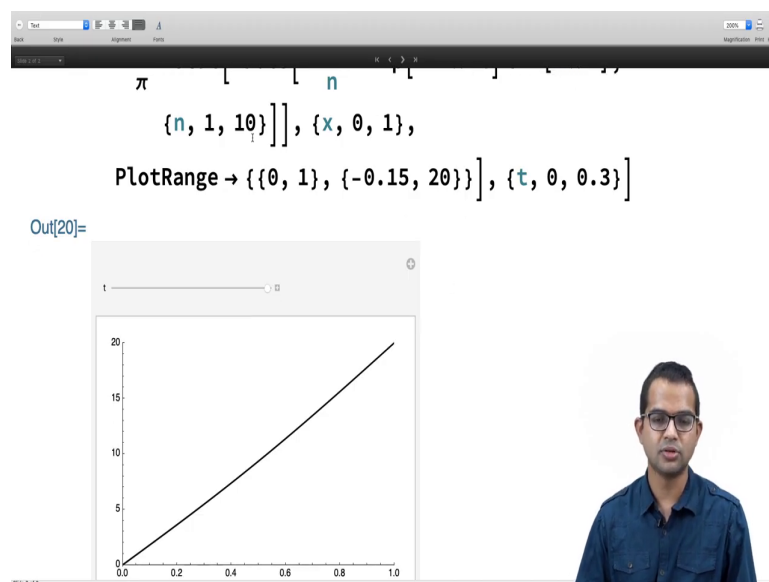 Text
200%
Back Style Alignment Fonts Magnification Print
π n
{n, 1, 10}]], {x, 0, 1},
PlotRange → {{0, 1}, {-0.15, 20}}], {t, 0, 0.3}]
Out[20]=
t
20
15
10
5
0
0.0 0.2 0.4 0.6 0.8 1.0